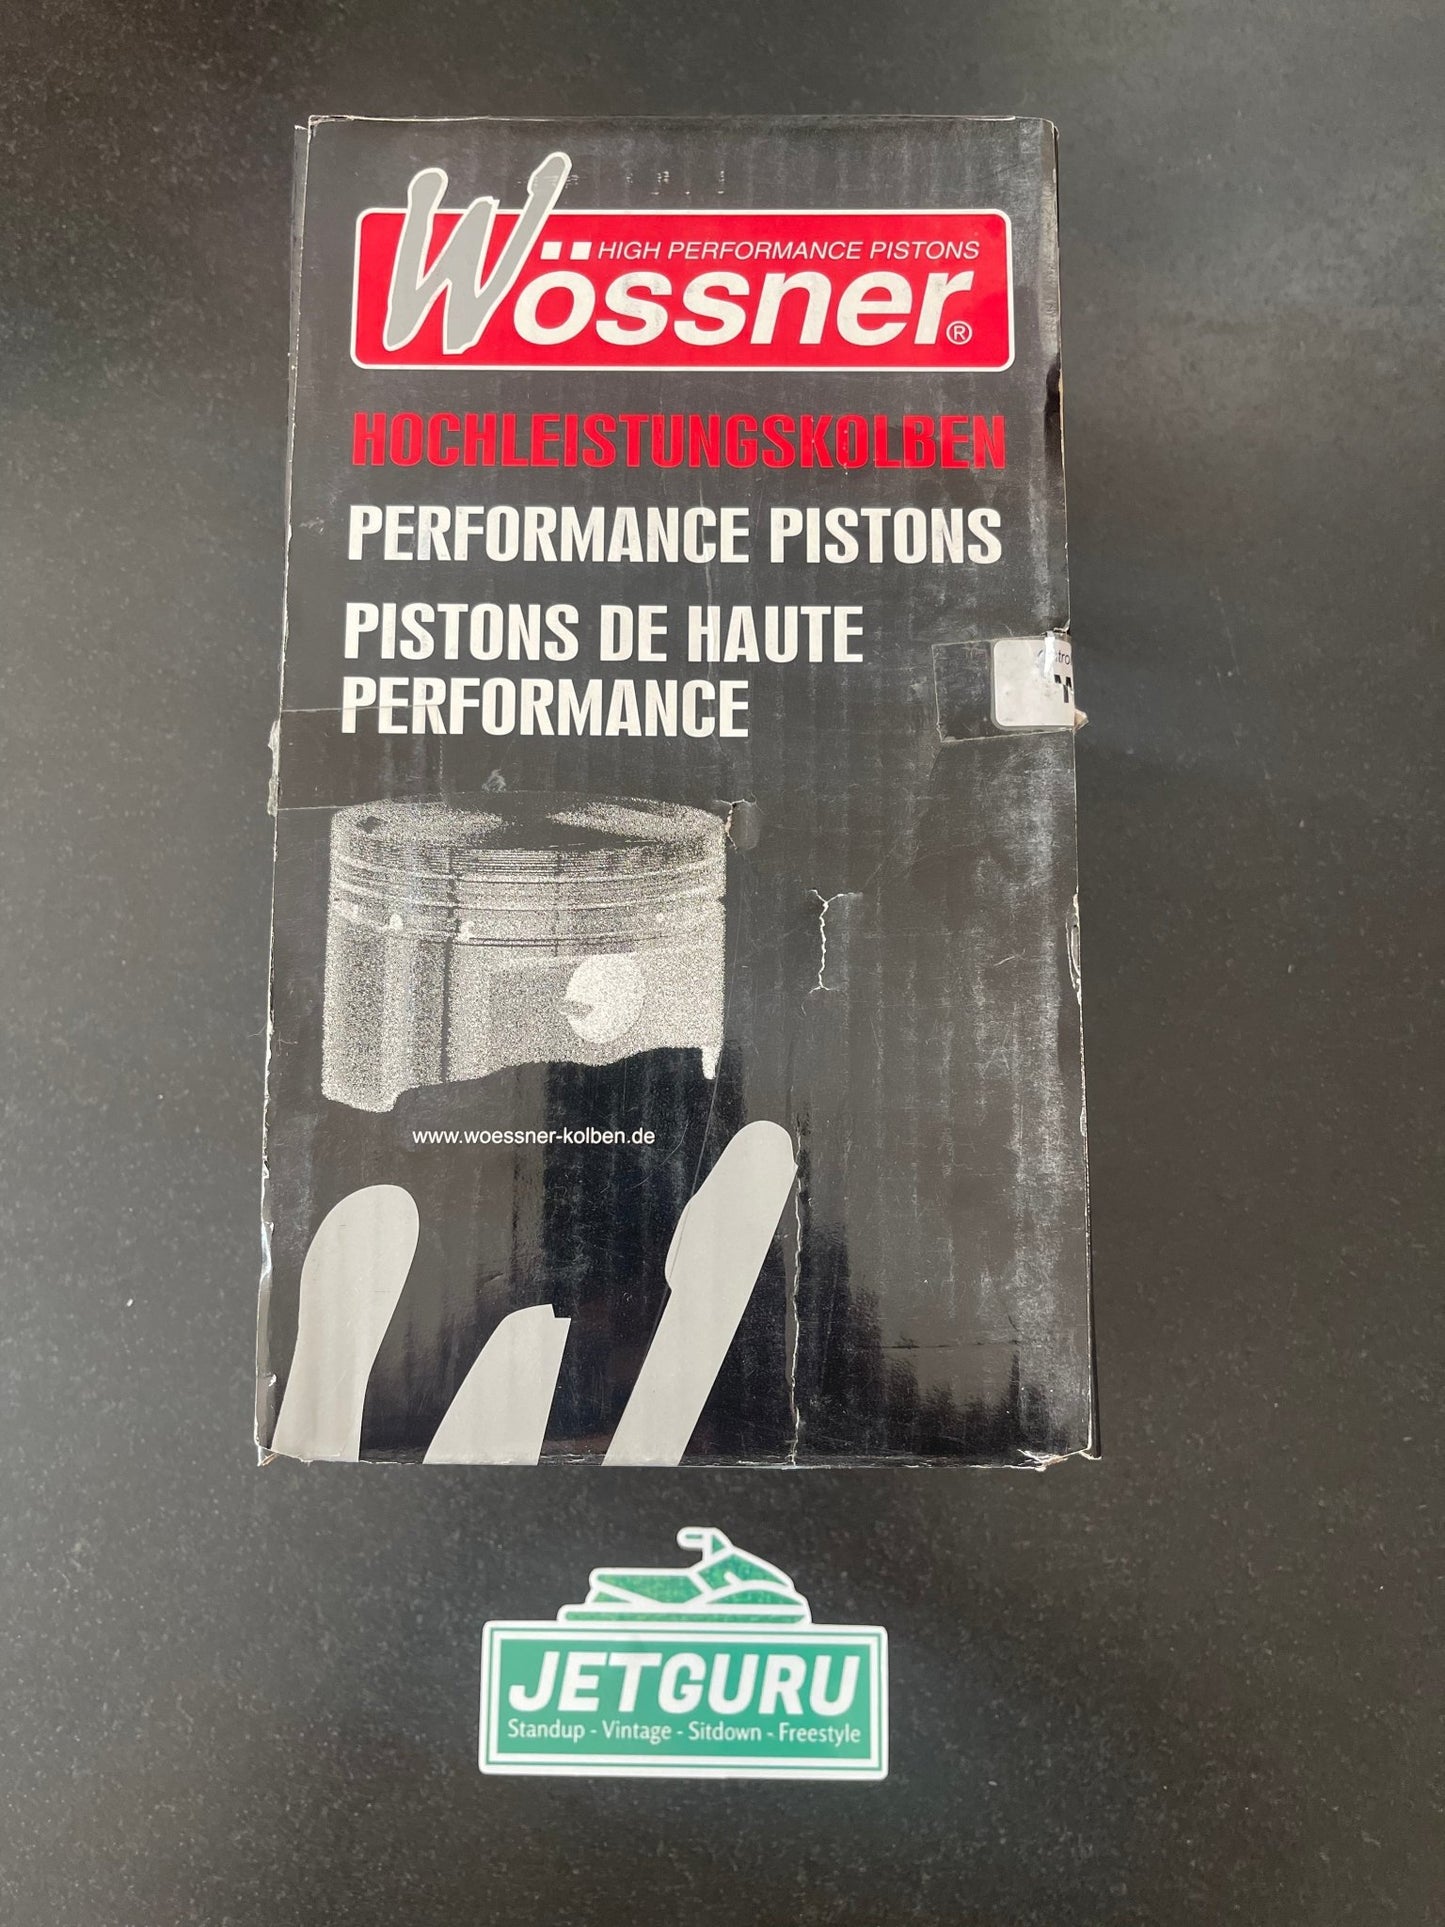 HIGH PERFORMANCE PISTONS
Wössner®
HOCHLEISTUNGSKOLBEN
PERFORMANCE PISTONS
PISTONS DE HAUTE
PERFORMANCE
www.woessner-kolben.de
JETGURU
Standup - Vintage - Sitdown - Freestyle